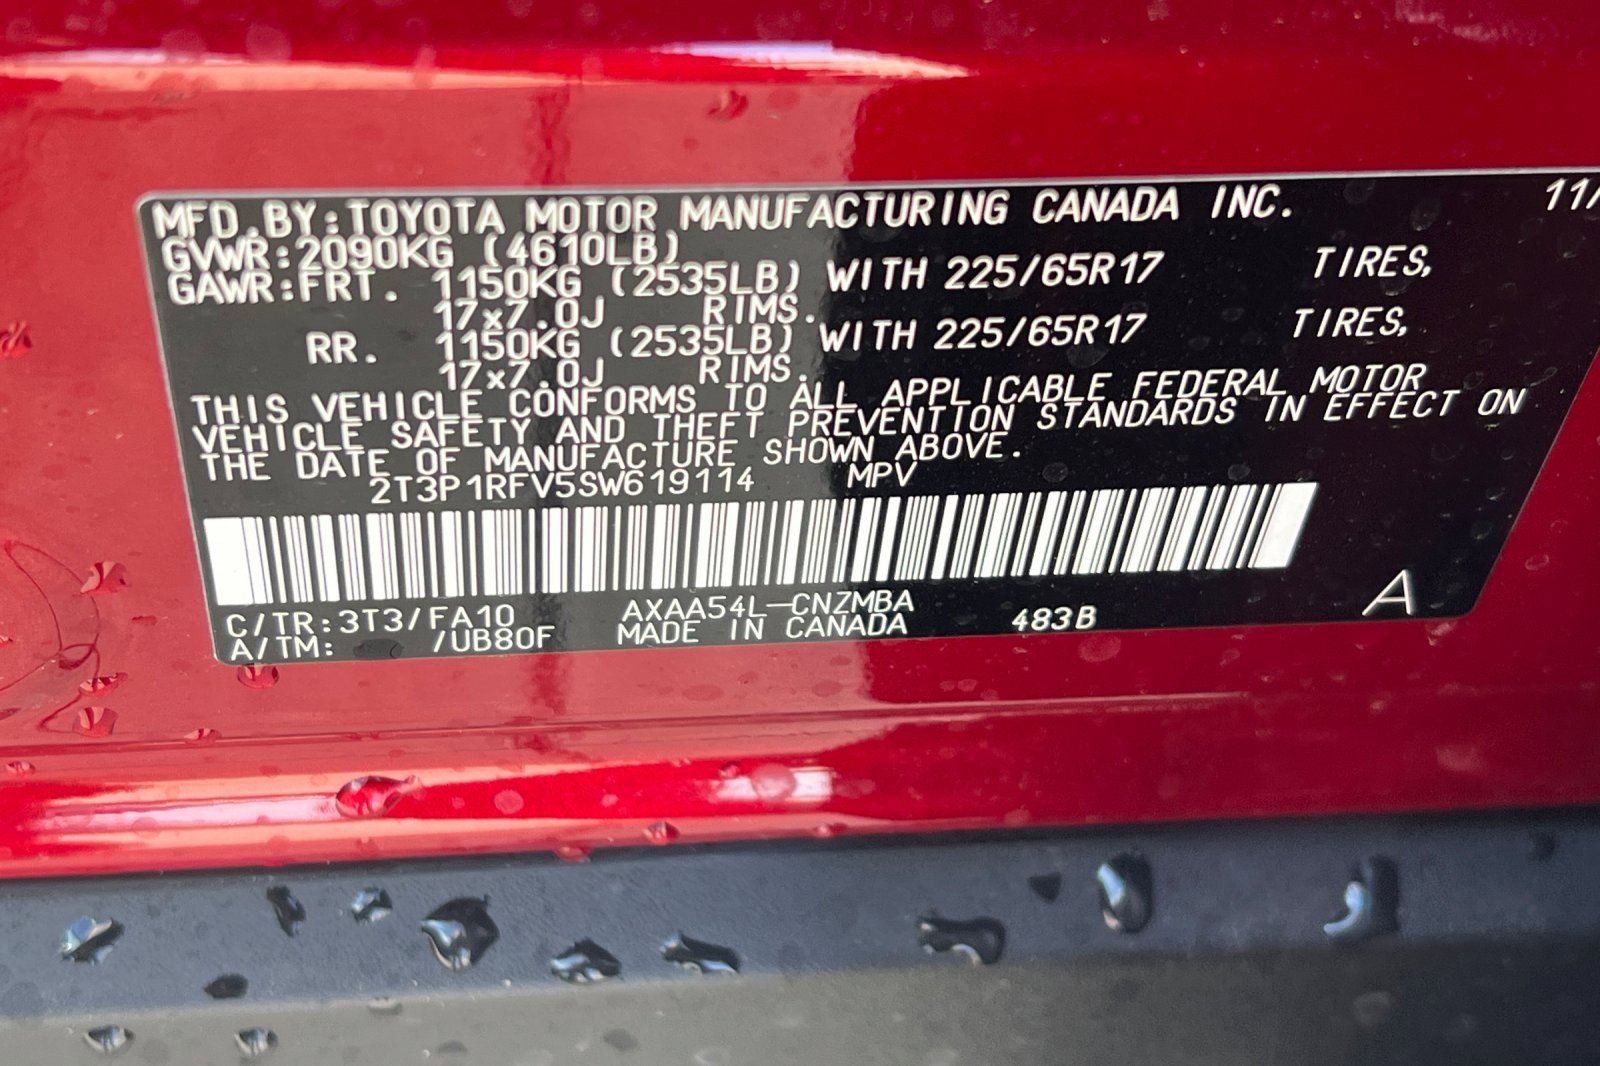 MFD.BY:TOYOTA MOTOR MANUFACTURING CANADA INC. 11/
GVWR:2090KG (4610LB)
GAWR:FRT. 1150KG (2535LB) WITH 225/65R17 TIRES,
17x7.0J RIMS.
RR. 1150KG (2535LB) WITH 225/65R17 TIRES,
17x7.0J RIMS.
THIS VEHICLE CONFORMS TO ALL APPLICABLE FEDERAL MOTOR
VEHICLE SAFETY AND THEFT PREVENTION STANDARDS IN EFFECT ON
THE DATE OF MANUFACTURE SHOWN ABOVE.
2T3P1RFV5SW619114 MPV
C/TR:3T3/FA10 AXAA54L-CNZMBA 483B A
A/TM: /UB80F MADE IN CANADA